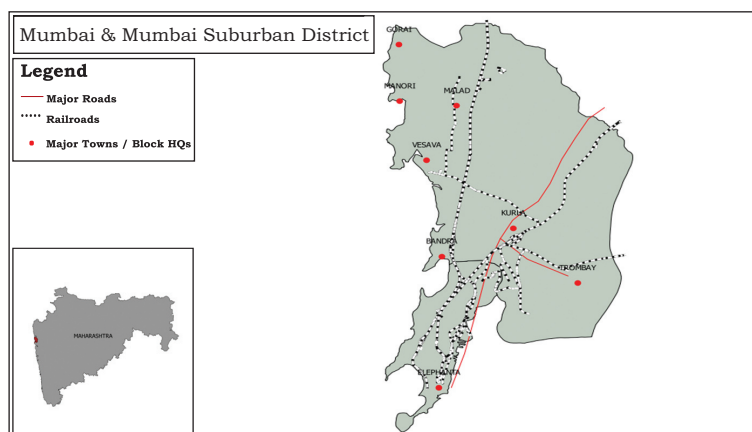 Mumbai & Mumbai Suburban District
Legend
Major Roads
Railroads
Major Towns / Block HQs
GORAI
MANORI
MALAD
VESAVA
KURLA
BANDRA
TROMBAY
ELEPHANTA
MAHARASHTRA